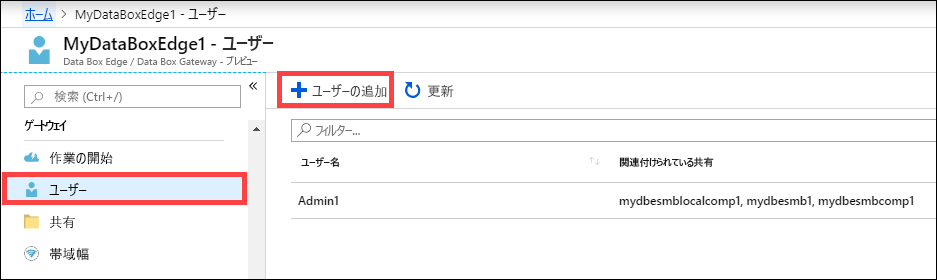 ホーム > MyDataBoxEdge1 - ユーザー
MyDataBoxEdge1 - ユーザー
Data Box Edge / Data Box Gateway - プレビュー
検索 (Ctrl+/)
«
+ ユーザーの追加 更新
ゲートウェイ
フィルター...
作業の開始
ユーザー名 ↑↓ 関連付けられている共有
ユーザー
Admin1 mydbesmblocalcomp1, mydbesmb1, mydbesmbcomp1
共有
帯域幅